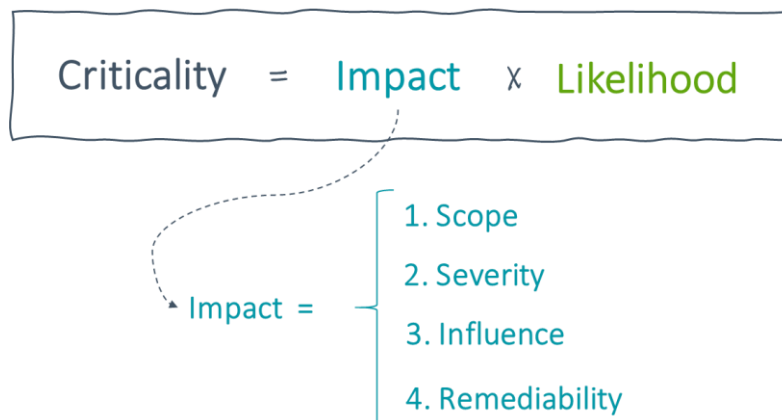 Criticality = Impact x Likelihood
1. Scope
2. Severity
Impact =
3. Influence
4. Remediability